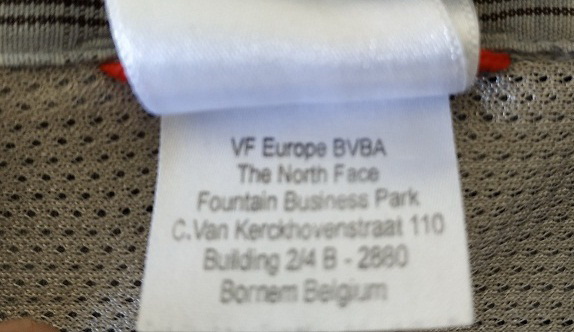 VF Europe BVBA
The North Face
Fountain Business Park
C.Van Kerckhovenstraat 110
Building 2/4 B - 2880
Bornem Belgium